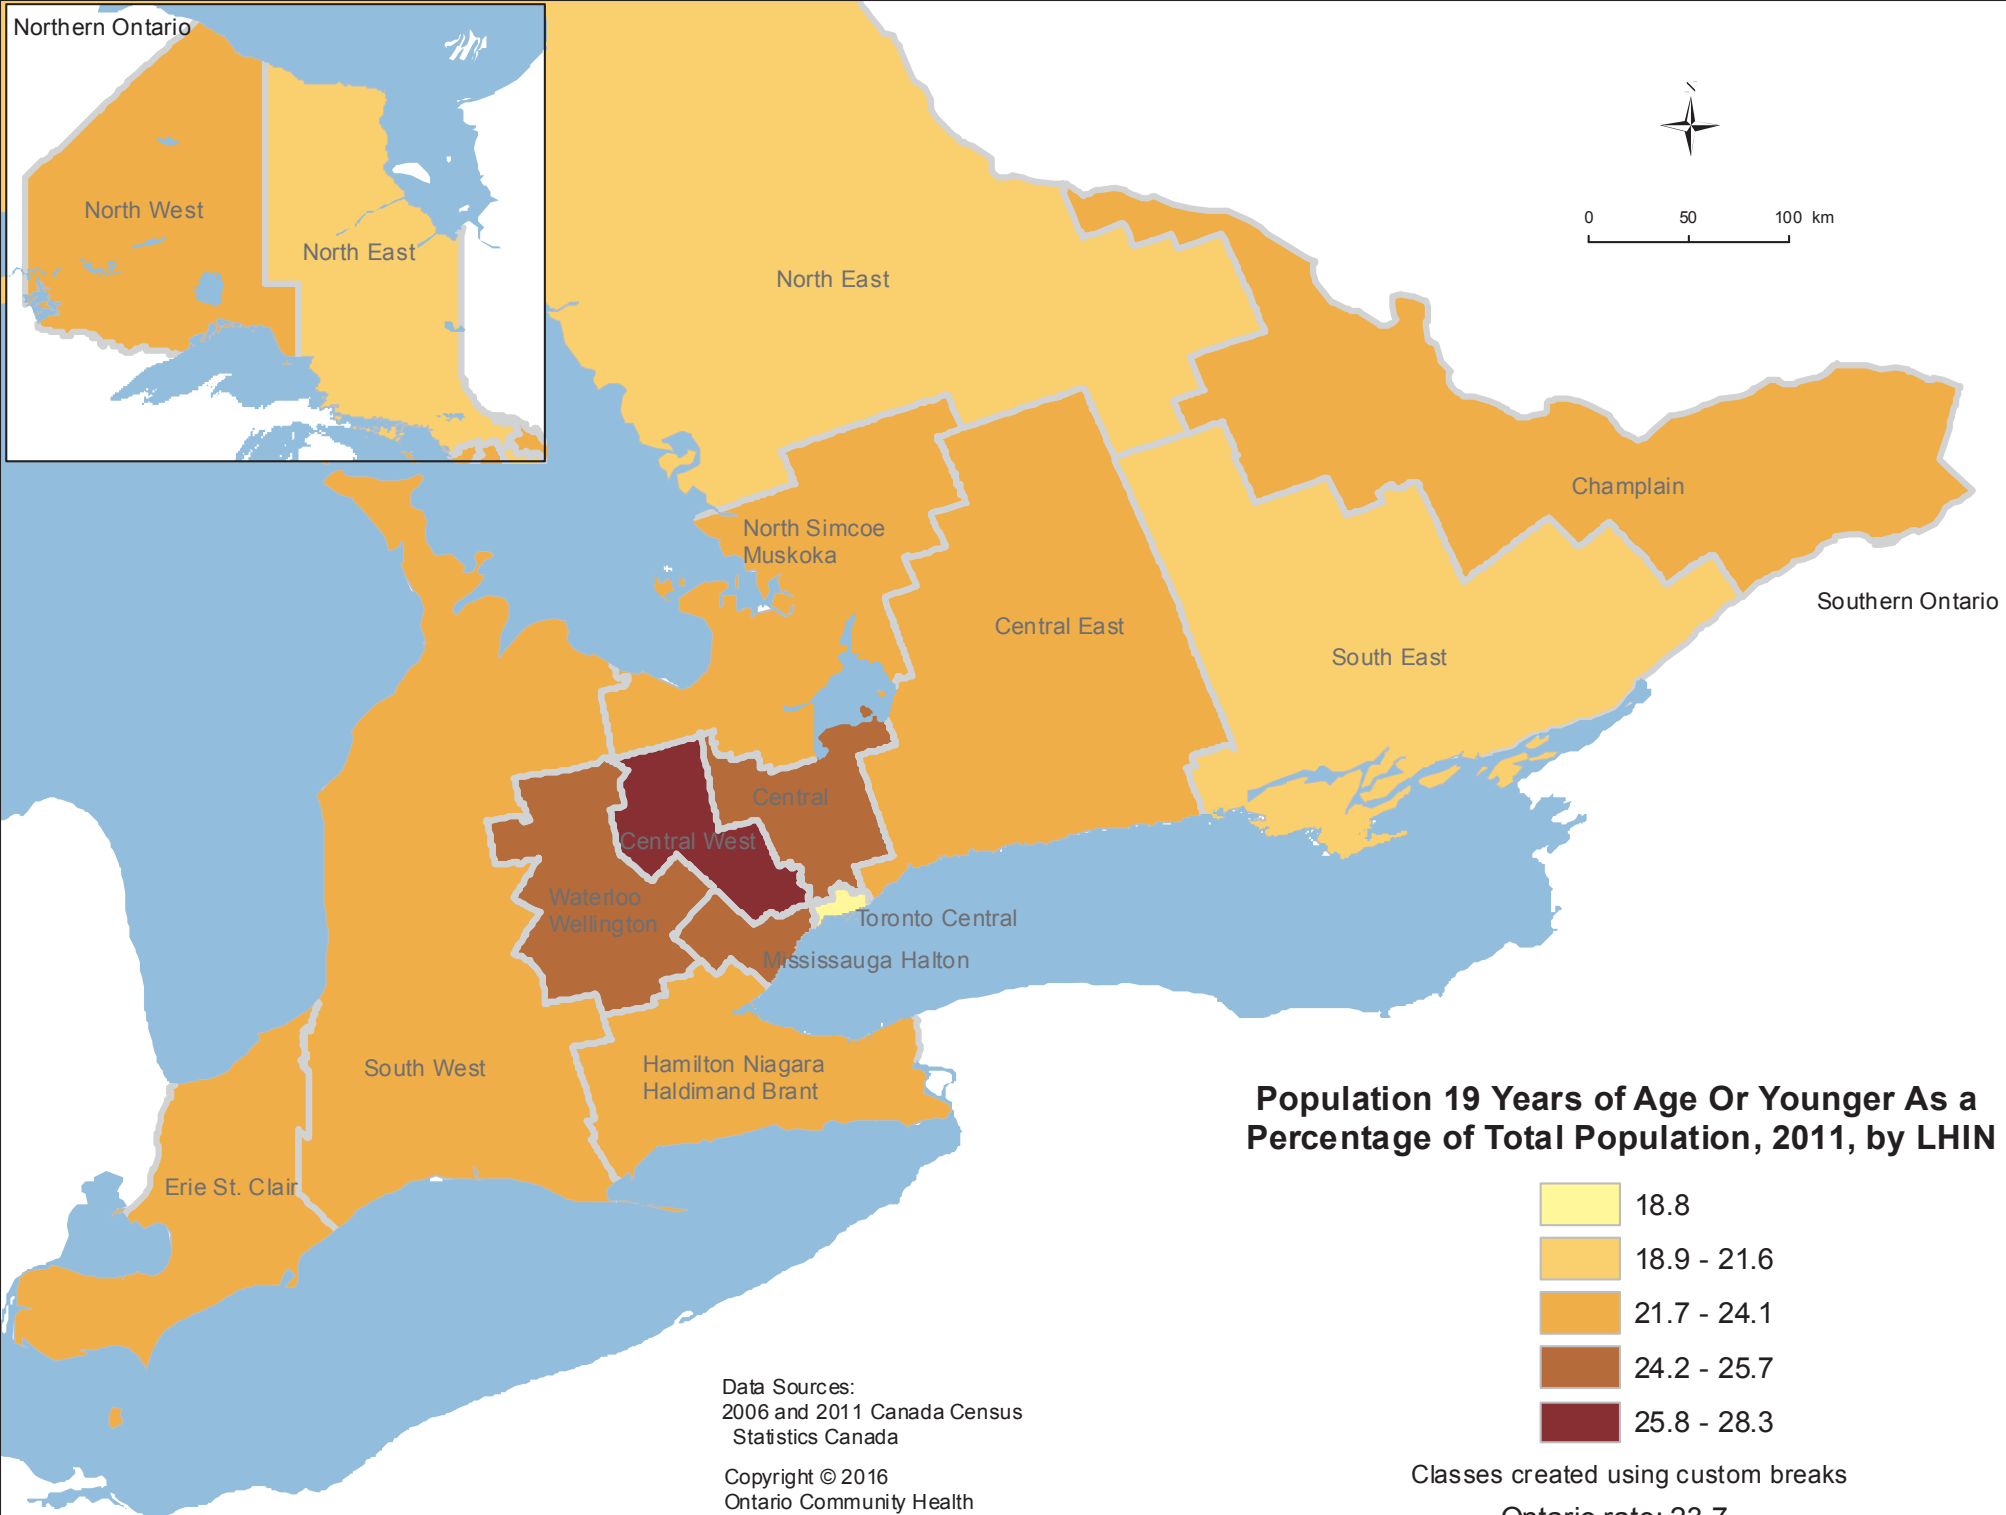 Northern Ontario
North West
North East
N
0 50 100 km
North East
Champlain
North Simcoe
Muskoka
Central East
Southern Ontario
South East
Central
Central West
Waterloo
Wellington
Toronto Central
Mississauga Halton
South West
Hamilton Niagara
Haldimand Brant
Erie St. Clair
Population 19 Years of Age Or Younger As a
Percentage of Total Population, 2011, by LHIN
18.8
18.9 - 21.6
21.7 - 24.1
24.2 - 25.7
25.8 - 28.3
Classes created using custom breaks
Ontario rate: 23.7
Data Sources:
2006 and 2011 Canada Census
Statistics Canada
Copyright © 2016
Ontario Community Health